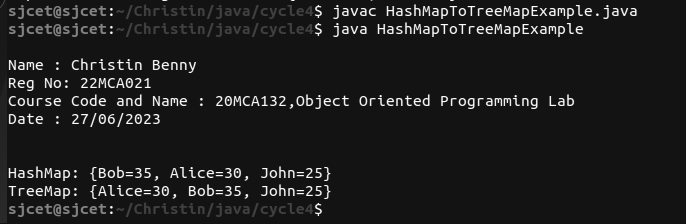 sjcet@sjcet:~/Christin/java/cycle4$ javac HashMapToTreeMapExample.java
sjcet@sjcet:~/Christin/java/cycle4$ java HashMapToTreeMapExample
Name : Christin Benny
Reg No: 22MCA021
Course Code and Name : 20MCA132,Object Oriented Programming Lab
Date : 27/06/2023
HashMap: {Bob=35, Alice=30, John=25}
TreeMap: {Alice=30, Bob=35, John=25}
sjcet@sjcet:~/Christin/java/cycle4$